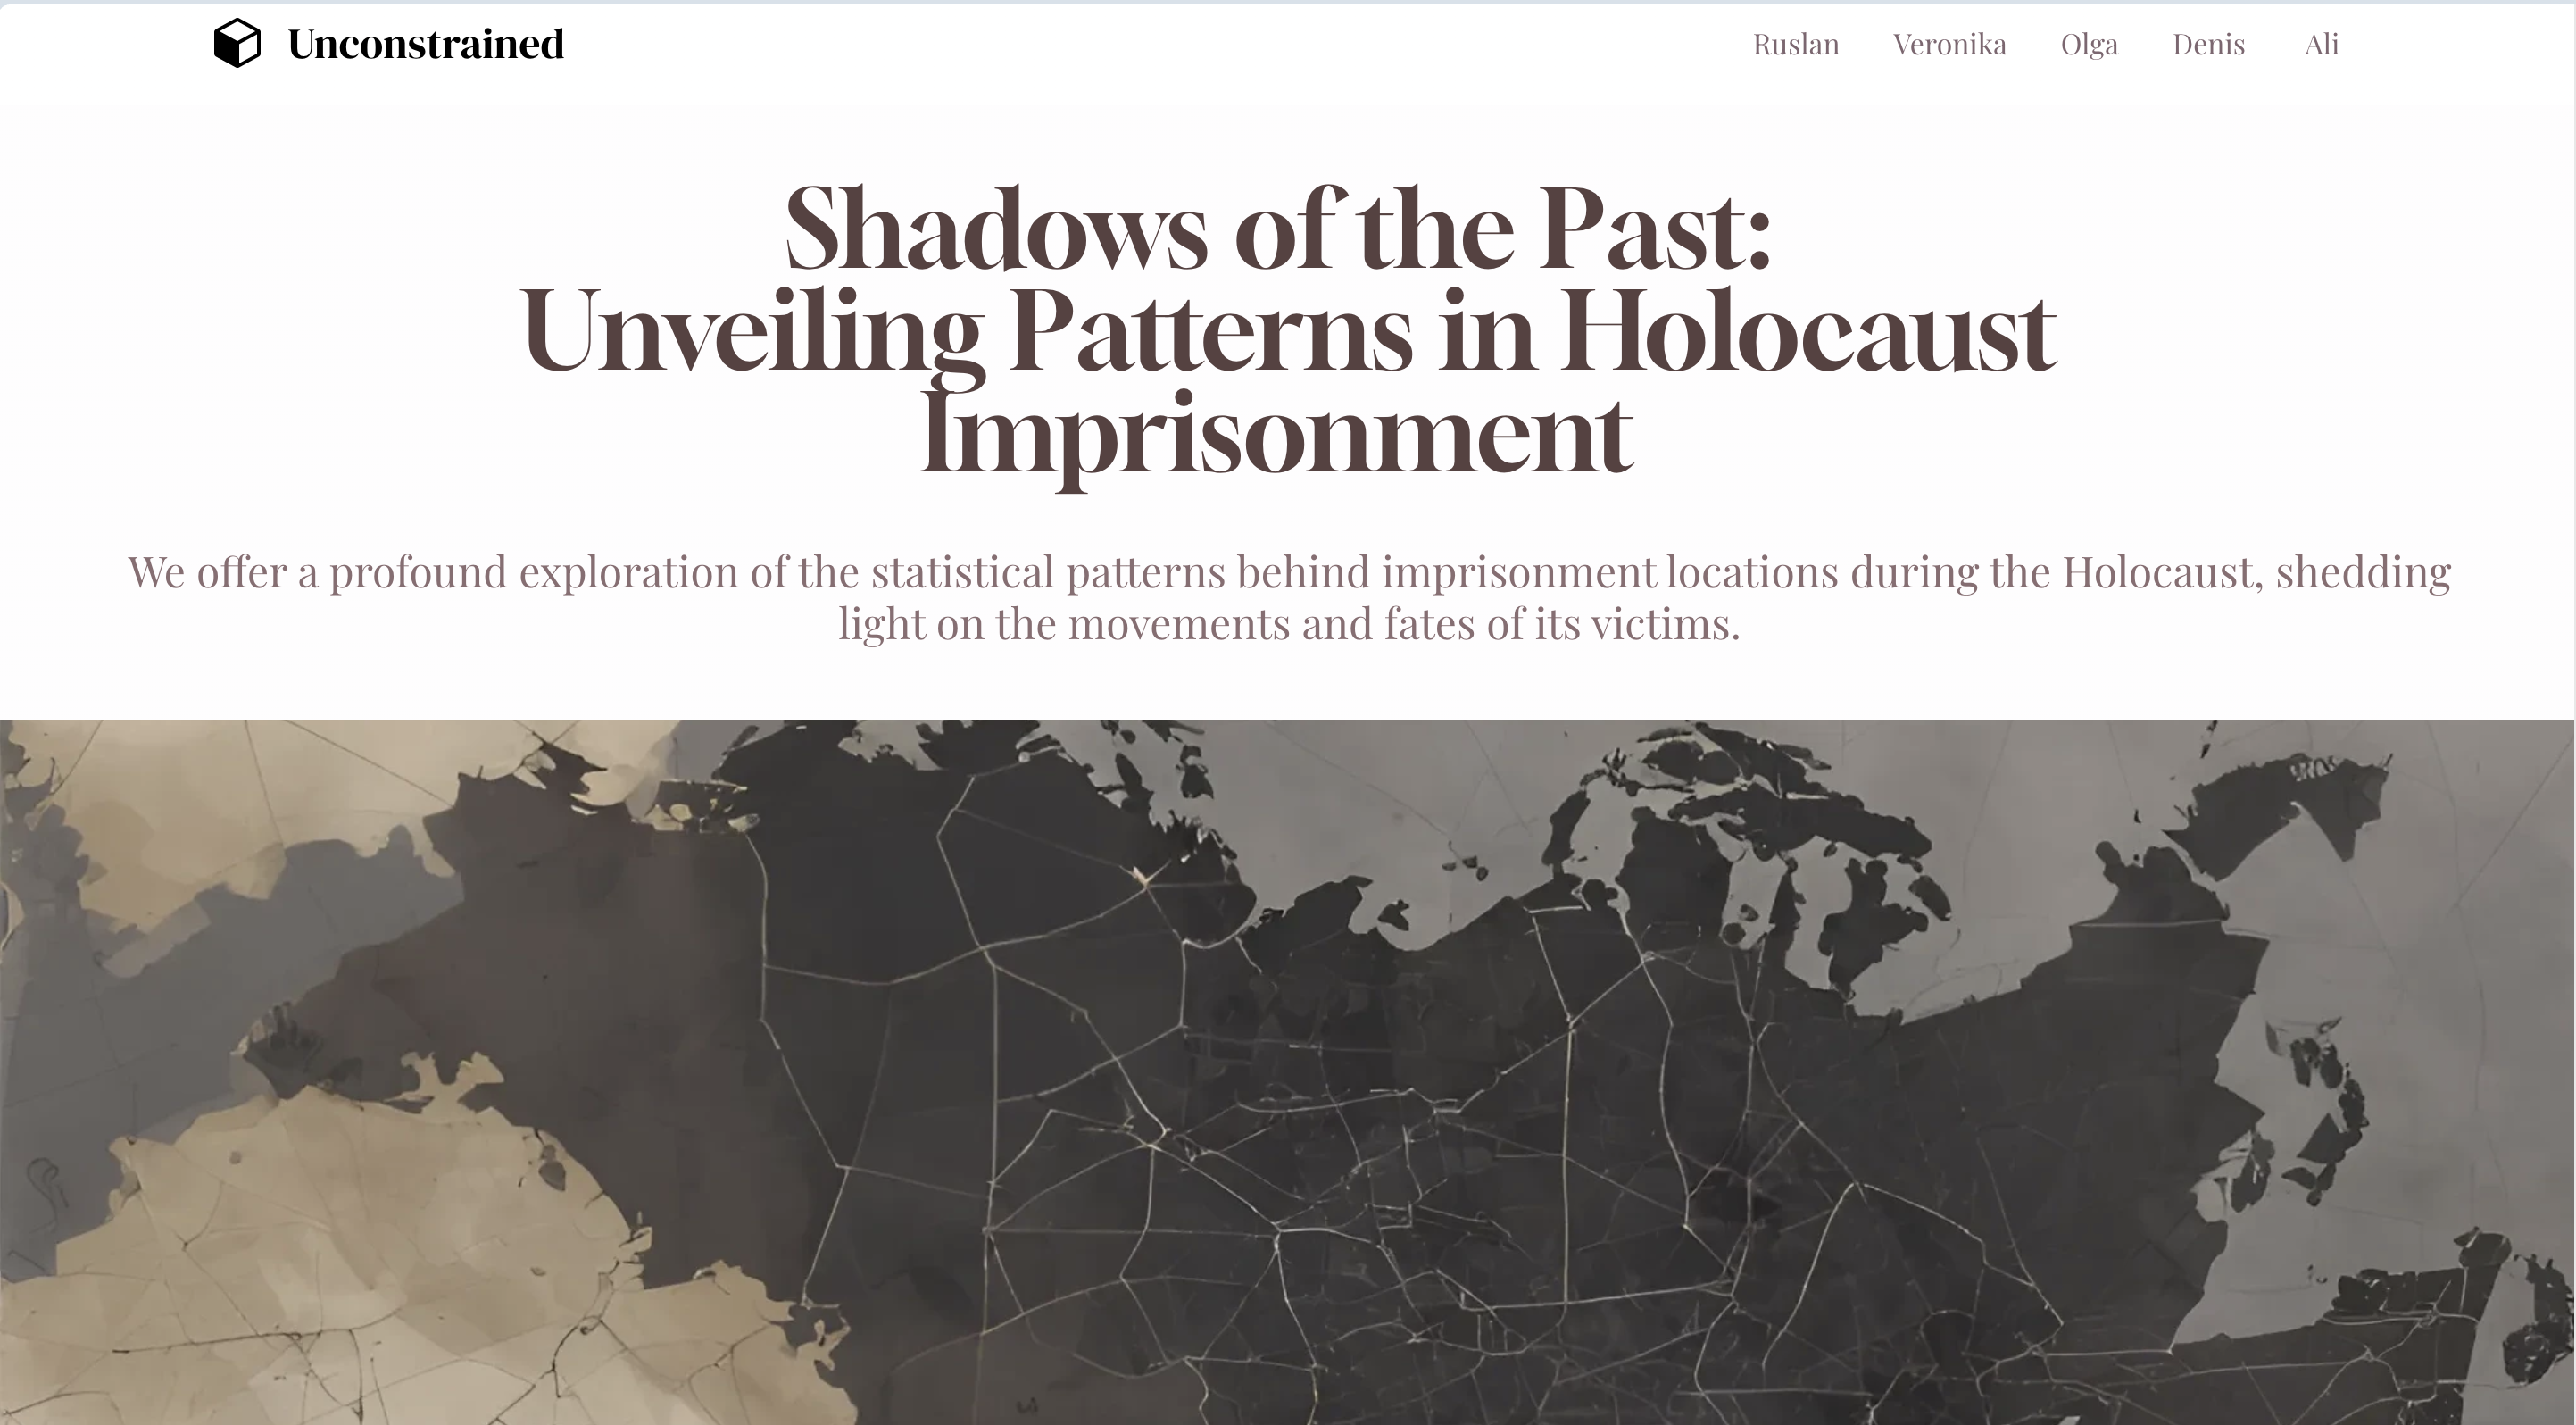 Unconstrained
Ruslan Veronika Olga Denis Ali
Shadows of the Past:
Unveiling Patterns in Holocaust
Imprisonment
We offer a profound exploration of the statistical patterns behind imprisonment locations during the Holocaust, shedding
light on the movements and fates of its victims.